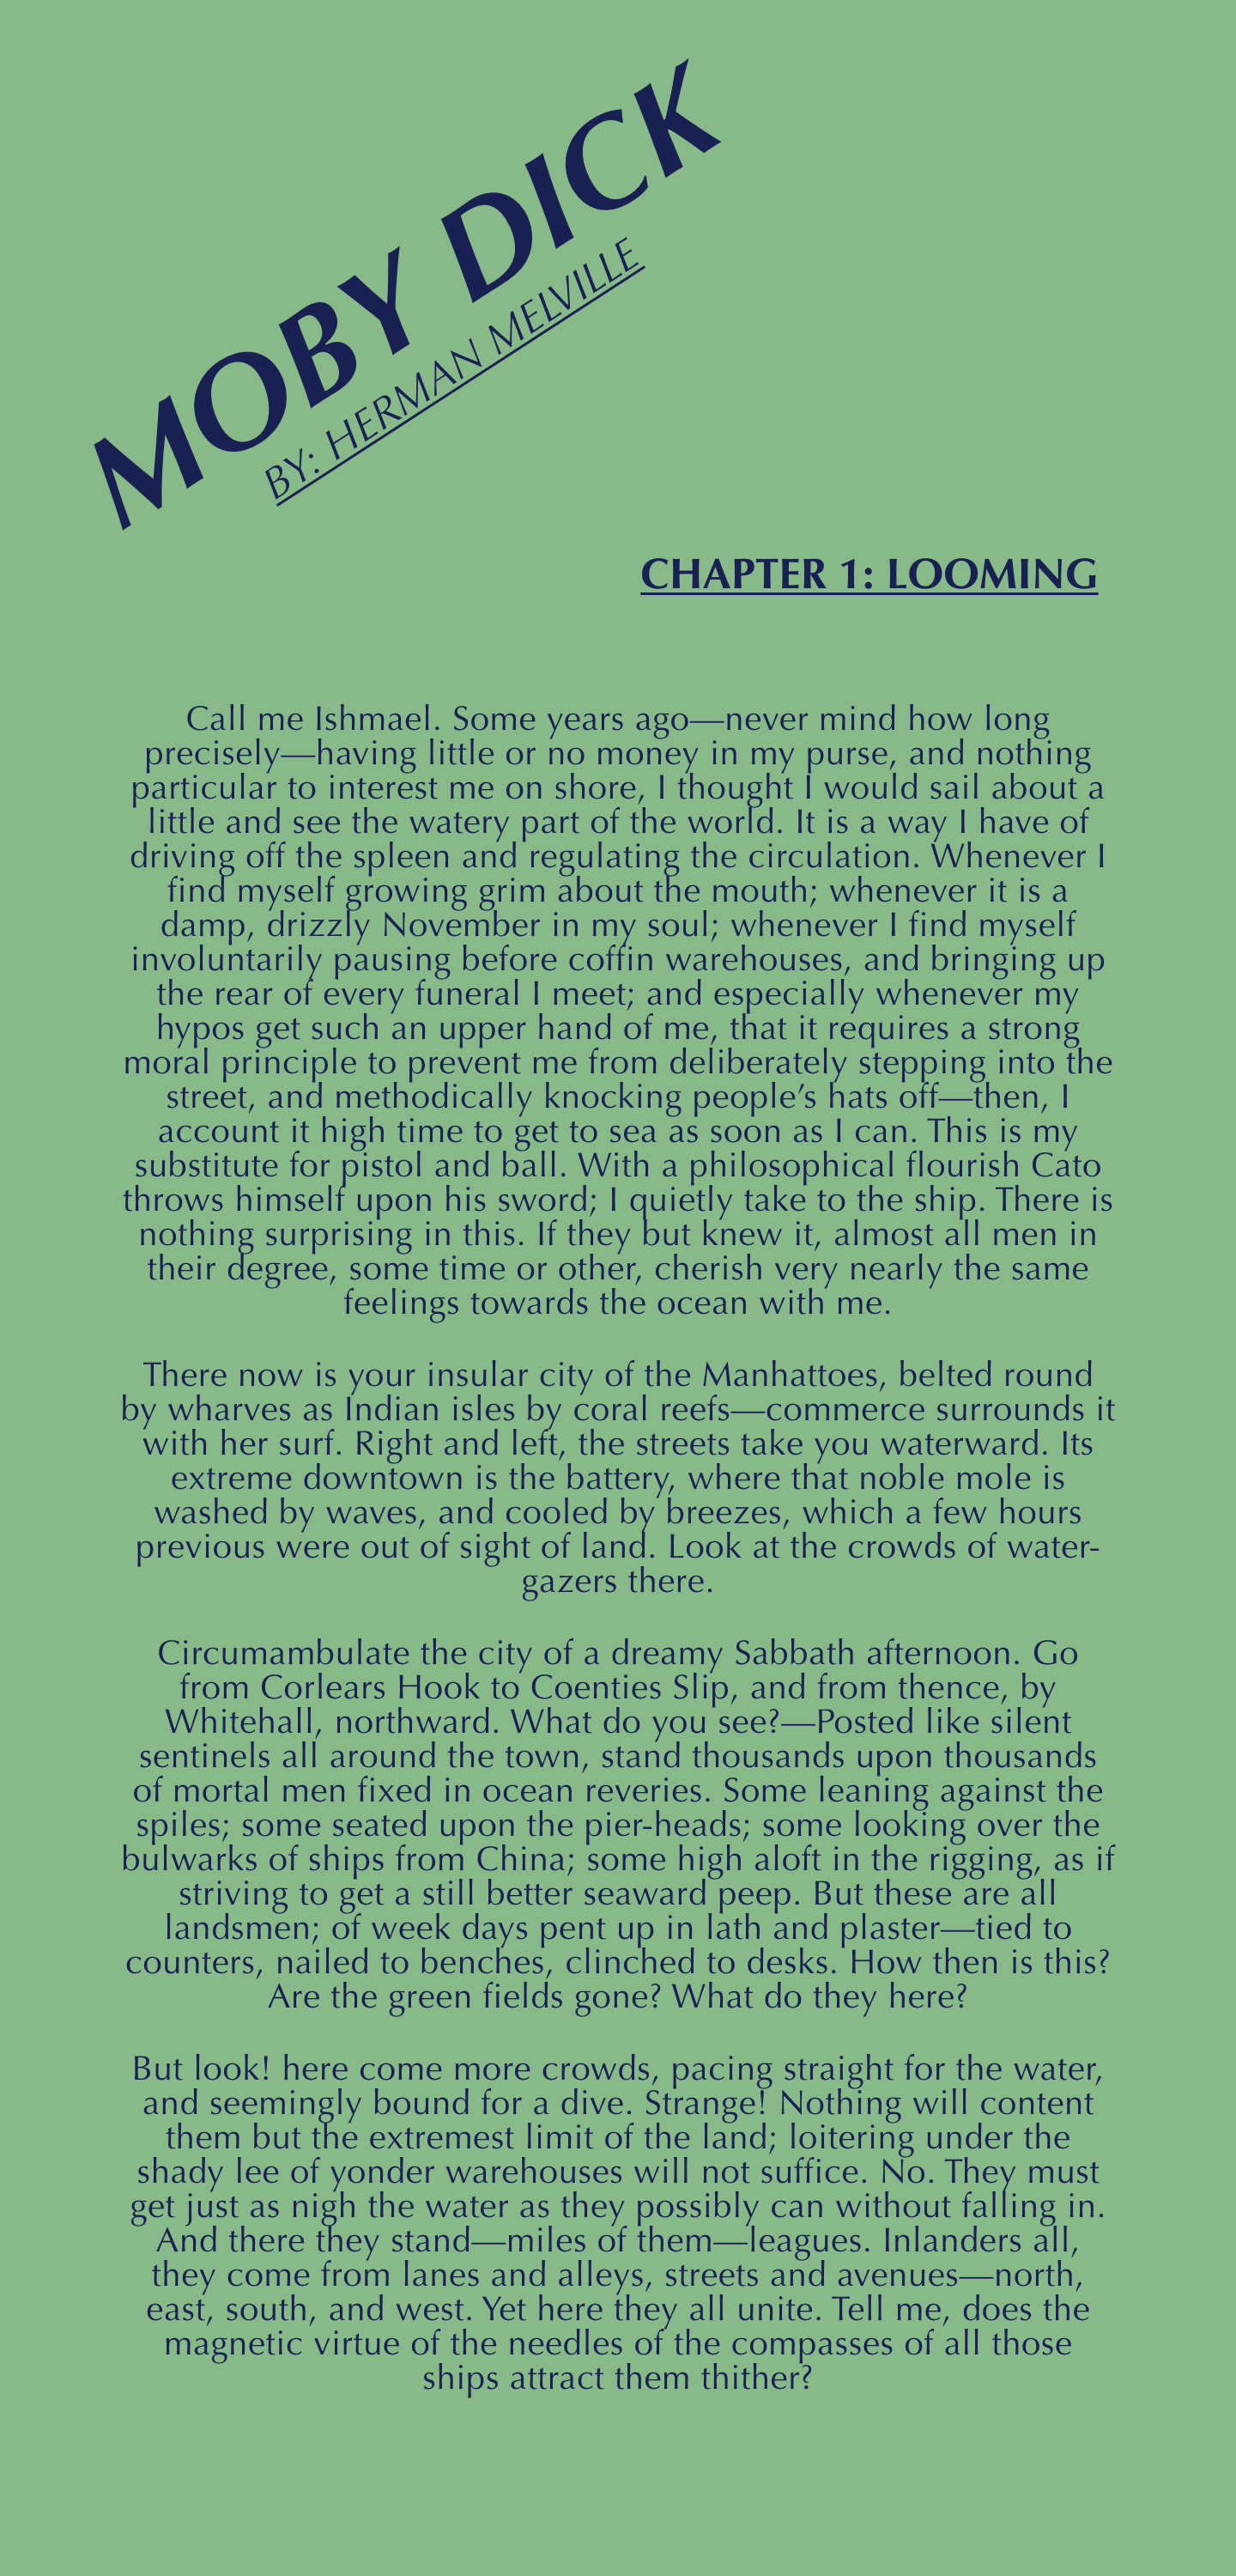 MOBY DICK
BY: HERMAN MELVILLE
CHAPTER 1: LOOMING
Call me Ishmael. Some years ago—never mind how long
precisely—having little or no money in my purse, and nothing
particular to interest me on shore, I thought I would sail about a
little and see the watery part of the world. It is a way I have of
driving off the spleen and regulating the circulation. Whenever I
find myself growing grim about the mouth; whenever it is a
damp, drizzly November in my soul; whenever I find myself
involuntarily pausing before coffin warehouses, and bringing up
the rear of every funeral I meet; and especially whenever my
hypos get such an upper hand of me, that it requires a strong
moral principle to prevent me from deliberately stepping into the
street, and methodically knocking people’s hats off—then, I
account it high time to get to sea as soon as I can. This is my
substitute for pistol and ball. With a philosophical flourish Cato
throws himself upon his sword; I quietly take to the ship. There is
nothing surprising in this. If they but knew it, almost all men in
their degree, some time or other, cherish very nearly the same
feelings towards the ocean with me.
There now is your insular city of the Manhattoes, belted round
by wharves as Indian isles by coral reefs—commerce surrounds it
with her surf. Right and left, the streets take you waterward. Its
extreme downtown is the battery, where that noble mole is
washed by waves, and cooled by breezes, which a few hours
previous were out of sight of land. Look at the crowds of water-
gazers there.
Circumambulate the city of a dreamy Sabbath afternoon. Go
from Corlears Hook to Coenties Slip, and from thence, by
Whitehall, northward. What do you see?—Posted like silent
sentinels all around the town, stand thousands upon thousands
of mortal men fixed in ocean reveries. Some leaning against the
spiles; some seated upon the pier-heads; some looking over the
bulwarks of ships from China; some high aloft in the rigging, as if
striving to get a still better seaward peep. But these are all
landsmen; of week days pent up in lath and plaster—tied to
counters, nailed to benches, clinched to desks. How then is this?
Are the green fields gone? What do they here?
But look! here come more crowds, pacing straight for the water,
and seemingly bound for a dive. Strange! Nothing will content
them but the extremest limit of the land; loitering under the
shady lee of yonder warehouses will not suffice. No. They must
get just as nigh the water as they possibly can without falling in.
And there they stand—miles of them—leagues. Inlanders all,
they come from lanes and alleys, streets and avenues—north,
east, south, and west. Yet here they all unite. Tell me, does the
magnetic virtue of the needles of the compasses of all those
ships attract them thither?